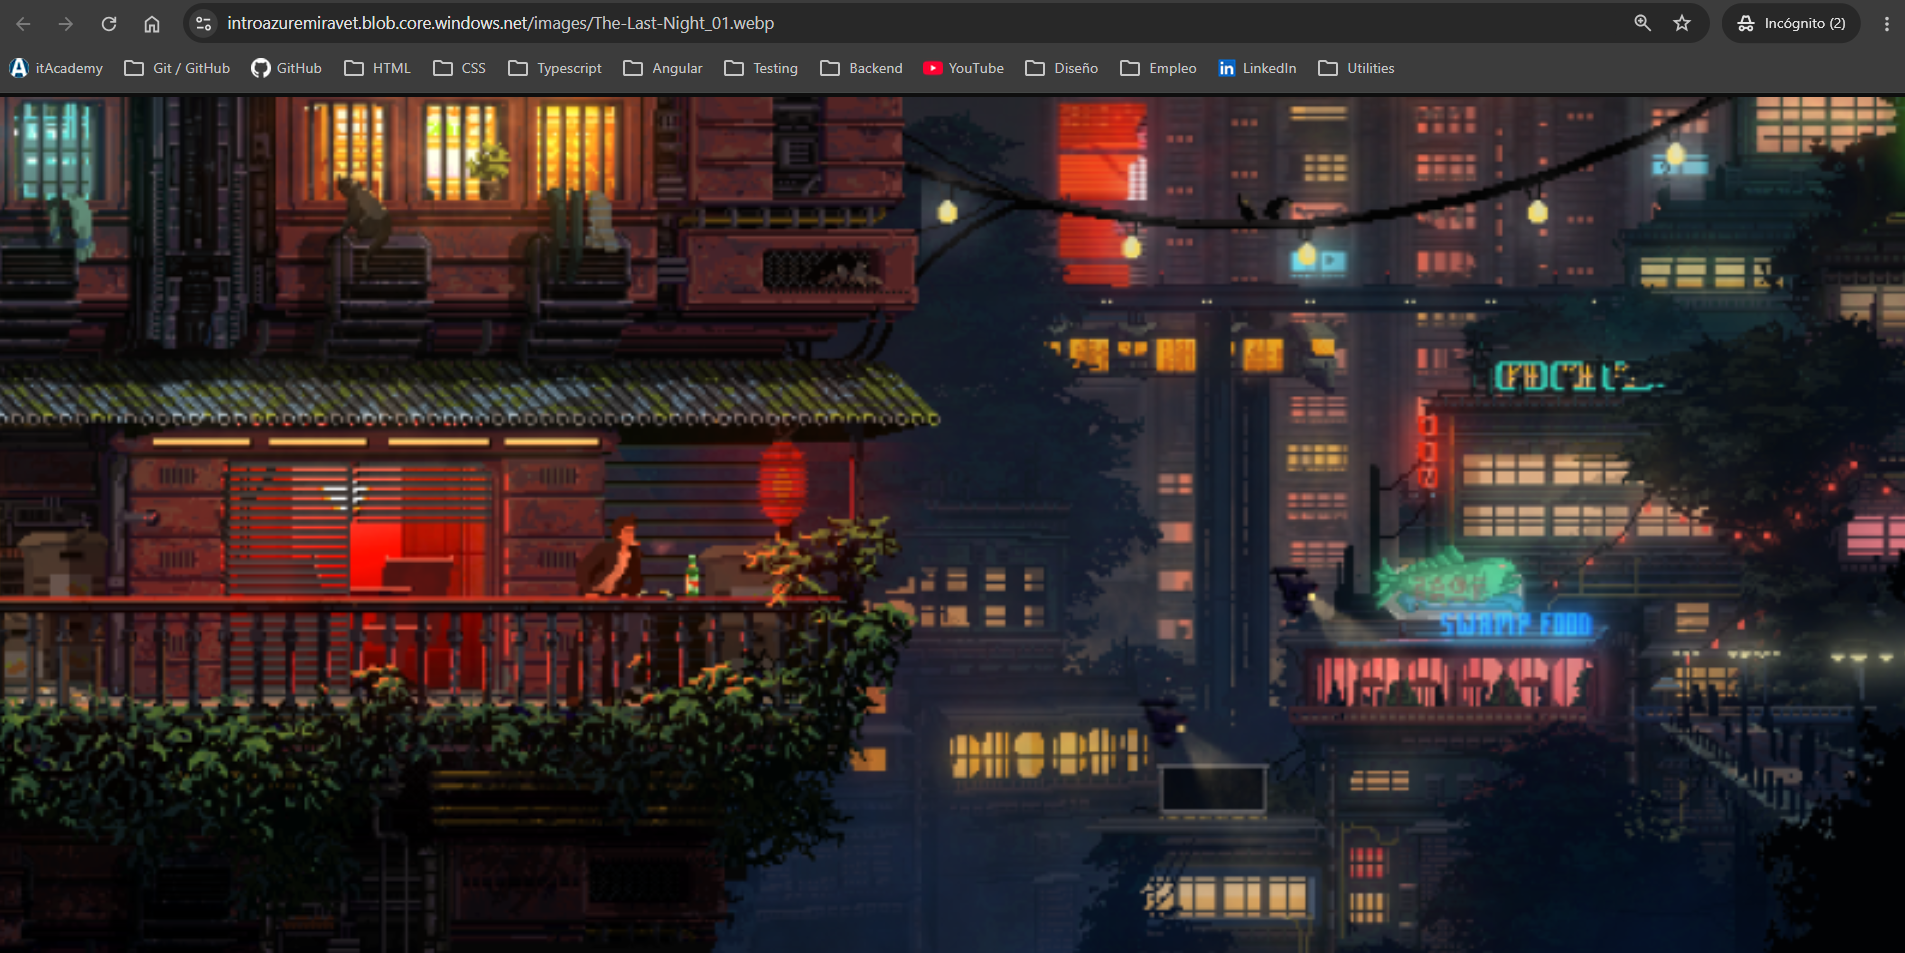 introazuremiravet.blob.core.windows.net/images/The-Last-Night_01.webp
Incógnito (2)
itAcademy
Git / GitHub
GitHub
HTML
CSS
Typescript
Angular
Testing
Backend
YouTube
Diseño
Empleo
LinkedIn
Utilities
SWAMP FOOD